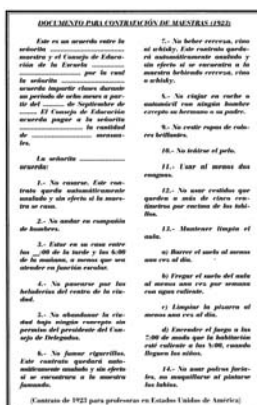 DOCUMENTO PARA CONTRATACIÓN DE MAESTRAS (1923)
Este es un acuerdo entre la
señorita
maestra y el Consejo de Educa-
ción de la Escuela
por la cual
la señorita
acuerda impartir clases durante
un período de ocho meses a par-
tir del de Septiembre de
El Consejo de Educación
acuerda pagar a la señorita
la cantidad
de mensua-
les.
La señorita
acuerda:
1.- No casarse. Este con-
trato queda automáticamente
anulado y sin efecto si la maes-
tra se casa.
2.- No andar en compañía
de hombres.
3.- Estar en su casa entre
las __:00 de la tarde y las 6:00
de la mañana, a menos que sea
atender en función escolar.
4.- No pasearse por las
heladerías del centro de la ciu-
dad.
5.- No abandonar la ciu-
dad bajo ningún concepto sin
permiso del presidente del Con-
sejo de Delegados.
6.- No fumar cigarrillos.
Este contrato quedará auto-
máticamente anulado y sin efecto
si se encontrara a la maestra
fumando.
7.- No beber cerveza, vino
ni whisky. Este contrato queda-
rá automáticamente anulado y
sin efecto si se encuentra a la
maestra bebiendo cerveza, vino
o whisky.
8.- No viajar en coche o
automóvil con ningún hombre
excepto su hermano o su padre.
9.- No vestir ropas de colo-
res brillantes.
10.- No teñirse el pelo.
11.- Usar al menos dos
enaguas.
12.- No usar vestidos que
queden a más de cinco cen-
tímetros por encima de los tobi-
llos.
13.- Mantener limpia el
aula.
a) Barrer el suelo al menos
una vez al día.
b) Fregar el suelo del aula
al menos una vez por semana
con agua caliente.
c) Limpiar la pizarra al
menos una vez al día.
d) Encender el fuego a las
7:00 de modo que la habitación
esté caliente a las 8:00, cuando
lleguen los niños.
14.- No usar polvos facia-
les, no maquillarse ni pintarse
los labios.
(Contrato de 1923 para profesoras en Estados Unidos de América)